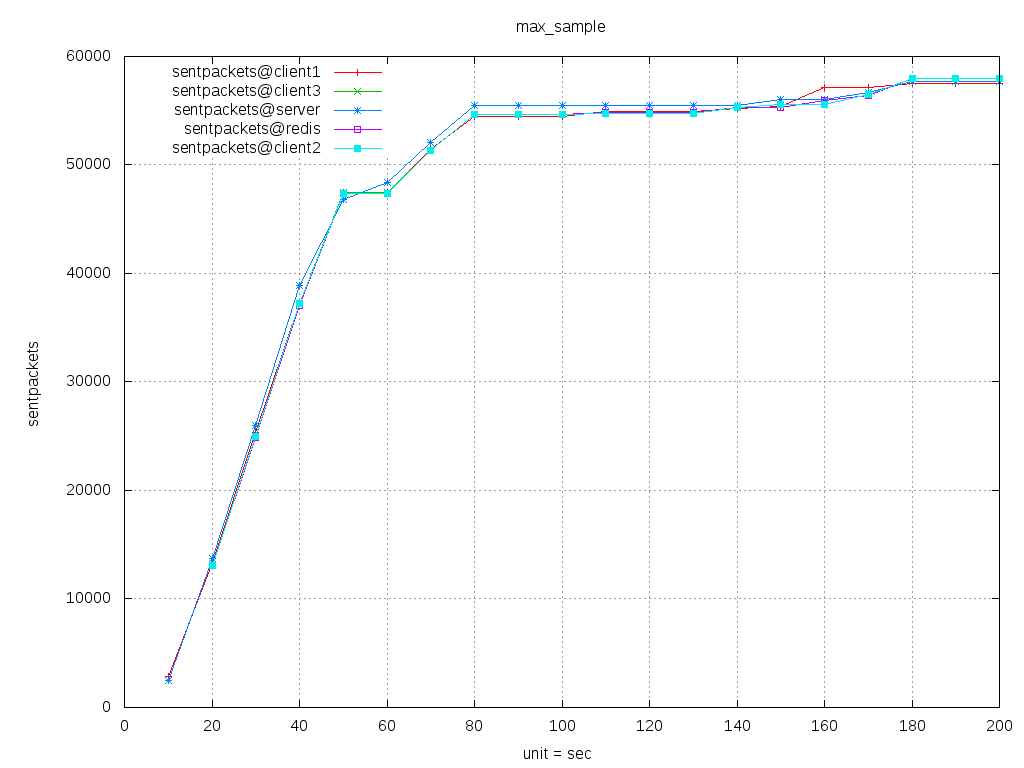 max_sample
60000
50000
40000
30000
20000
10000
0
sentpackets
sentpackets@client1
sentpackets@client3
sentpackets@server
sentpackets@redis
sentpackets@client2
0 20 40 60 80 100 120 140 160 180 200
unit = sec